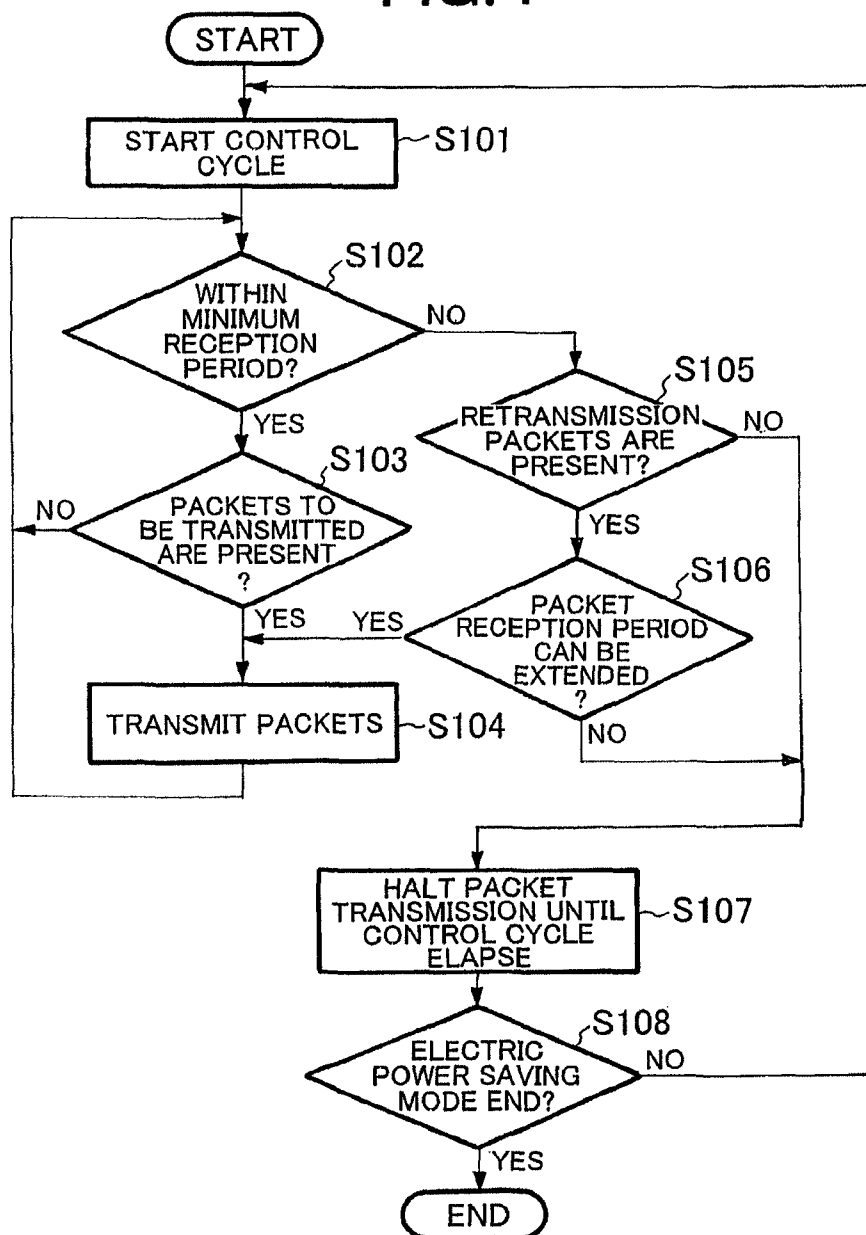 START
START CONTROL
CYCLE
S101
S102
WITHIN
MINIMUM
RECEPTION
PERIOD?
NO
YES
S105
RETRANSMISSION
PACKETS ARE
PRESENT?
NO
YES
S103
PACKETS TO
BE TRANSMITTED
ARE PRESENT
?
NO
YES
S106
PACKET
RECEPTION PERIOD
CAN BE
EXTENDED
?
YES
NO
TRANSMIT PACKETS
S104
HALT PACKET
TRANSMISSION UNTIL
CONTROL CYCLE
ELAPSE
S107
S108
ELECTRIC
POWER SAVING
MODE END?
NO
YES
END